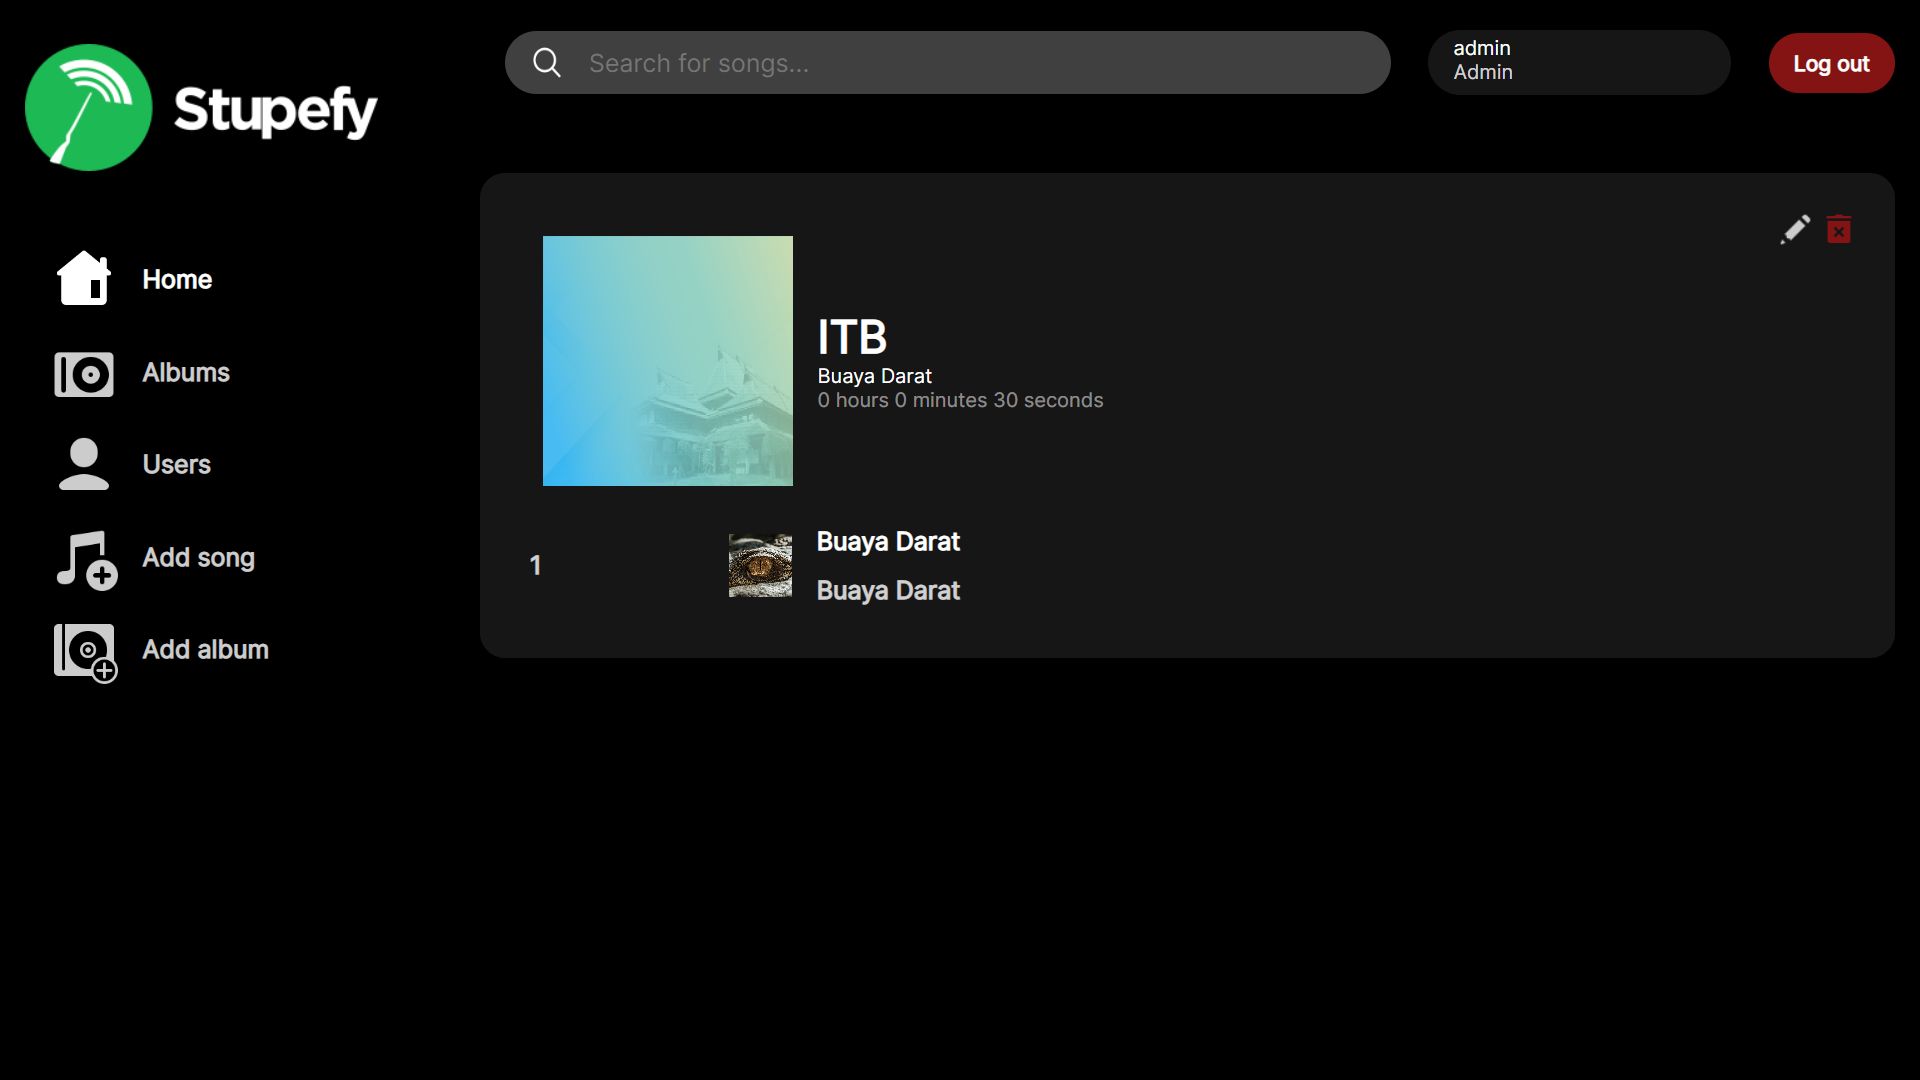 Stupefy
Search for songs...
admin
Admin
Log out
Home
Albums
Users
Add song
Add album
ITB
Buaya Darat
0 hours 0 minutes 30 seconds
1
Buaya Darat
Buaya Darat